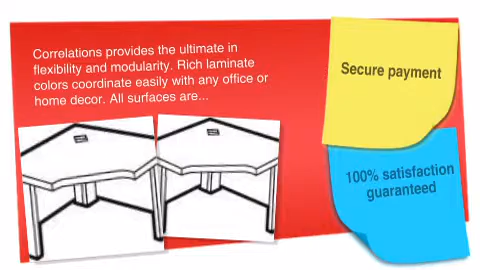 Correlations provides the ultimate in
flexibility and modularity. Rich laminate
colors coordinate easily with any office or
home decor. All surfaces are...
Secure payment
100% satisfaction
guaranteed